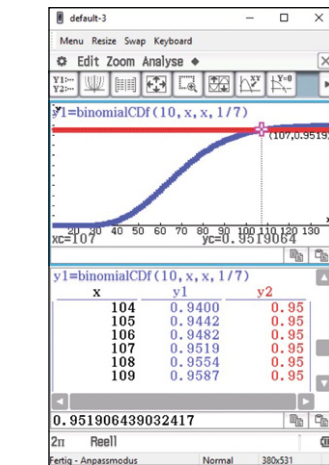 default-3
Menu Resize Swap Keyboard
Edit Zoom Analyse
Y1:--
Y2:--
XY
Y=0
y
y1=binomialCDf(10,x,x,1/7)
(107,0.9519
20 30 40 50 60 70 80 90 100 110 120 130
x
xc=107 yc=0.9519064
y1=binomialCDf(10,x,x,1/7)
x y1 y2
104 0.9400 0.95
105 0.9442 0.95
106 0.9482 0.95
107 0.9519 0.95
108 0.9554 0.95
109 0.9587 0.95
0.951906439032417
2π Reell
Fertig - Anpassmodus Normal 380x531